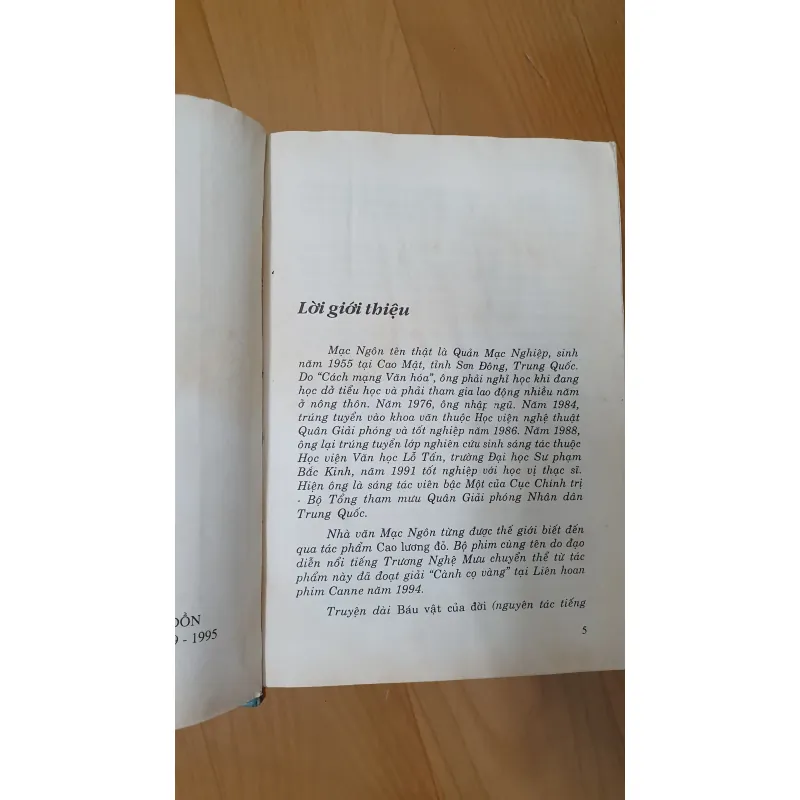 ĐỒN
9 - 1995
Lời giới thiệu
Mạc Ngôn tên thật là Quản Mạc Nghiệp, sinh
năm 1955 tại Cao Mật, tỉnh Sơn Đông, Trung Quốc.
Do "Cách mạng Văn hóa", ông phải nghỉ học khi đang
học dở tiểu học và phải tham gia lao động nhiều năm
ở nông thôn. Năm 1976, ông nhập ngũ. Năm 1984,
trúng tuyển vào khoa văn thuộc Học viện nghệ thuật
Quân Giải phóng và tốt nghiệp năm 1986. Năm 1988,
ông lại trúng tuyển lớp nghiên cứu sinh sáng tác thuộc
Học viện Văn học Lỗ Tấn, trường Đại học Sư phạm
Bắc Kinh, năm 1991 tốt nghiệp với học vị thạc sĩ.
Hiện ông là sáng tác viên bậc Một của Cục Chính trị
- Bộ Tổng tham mưu Quân Giải phóng Nhân dân
Trung Quốc.
Nhà văn Mạc Ngôn từng được thế giới biết đến
qua tác phẩm Cao lương đỏ. Bộ phim cùng tên do đạo
diễn nổi tiếng Trương Nghệ Mưu chuyển thể từ tác
phẩm này đã đoạt giải "Cành cọ vàng" tại Liên hoan
phim Canne năm 1994.
Truyện dài Báu vật của đời (nguyên tác tiếng
5